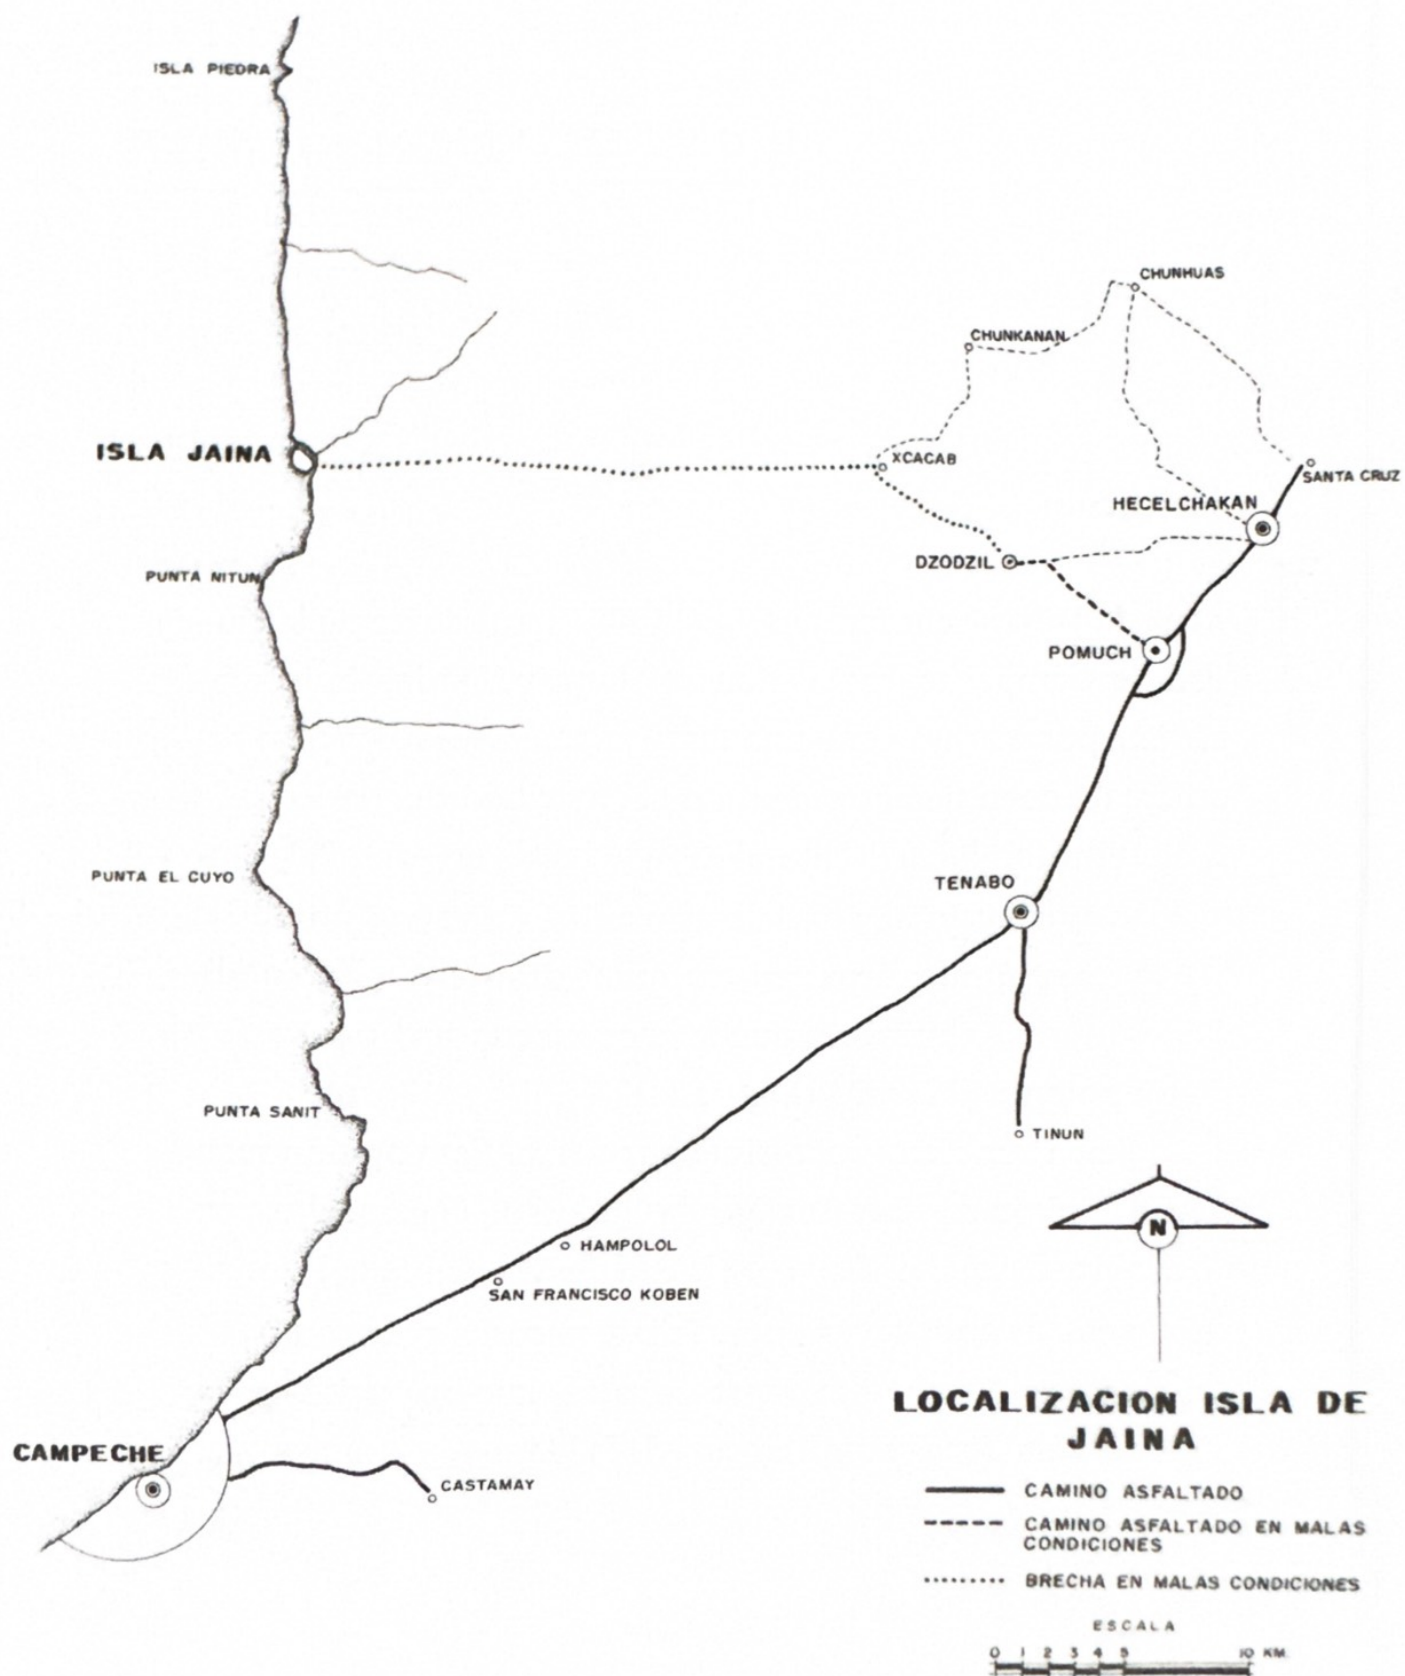 ISLA PIEDRA
CHUNHUAS
CHUNKANAN
ISLA JAINA
XCACAB
SANTA CRUZ
HECELCHAKAN
DZODZIL
PUNTA NITUN
POMUCH
PUNTA EL CUYO
TENABO
PUNTA SANIT
TINUN
N
HAMPOLOL
SAN FRANCISCO KOBEN
LOCALIZACION ISLA DE
JAINA
CAMPECHE
CASTAMAY
CAMINO ASFALTADO
CAMINO ASFALTADO EN MALAS
CONDICIONES
BRECHA EN MALAS CONDICIONES
ESCALA
0 1 2 3 4 5 10 KM.